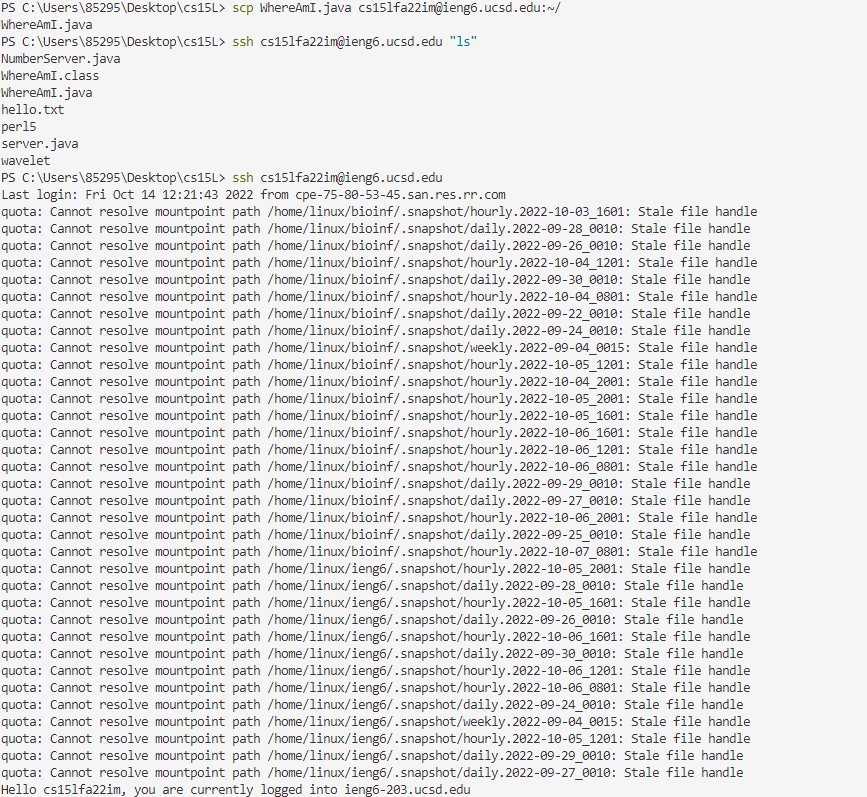 PS C:\Users\85295\Desktop\cs15L> scp WhereAmI.java cs15lfa22im@ieng6.ucsd.edu:~/
WhereAmI.java
PS C:\Users\85295\Desktop\cs15L> ssh cs15lfa22im@ieng6.ucsd.edu "ls"
NumberServer.java
WhereAmI.class
WhereAmI.java
hello.txt
perl5
server.java
wavelet
PS C:\Users\85295\Desktop\cs15L> ssh cs15lfa22im@ieng6.ucsd.edu
Last login: Fri Oct 14 12:21:43 2022 from cpe-75-80-53-45.san.res.rr.com
quota: Cannot resolve mountpoint path /home/linux/bioinf/.snapshot/hourly.2022-10-03_1601: Stale file handle
quota: Cannot resolve mountpoint path /home/linux/bioinf/.snapshot/daily.2022-09-28_0010: Stale file handle
quota: Cannot resolve mountpoint path /home/linux/bioinf/.snapshot/daily.2022-09-26_0010: Stale file handle
quota: Cannot resolve mountpoint path /home/linux/bioinf/.snapshot/hourly.2022-10-04_1201: Stale file handle
quota: Cannot resolve mountpoint path /home/linux/bioinf/.snapshot/daily.2022-09-30_0010: Stale file handle
quota: Cannot resolve mountpoint path /home/linux/bioinf/.snapshot/hourly.2022-10-04_0801: Stale file handle
quota: Cannot resolve mountpoint path /home/linux/bioinf/.snapshot/daily.2022-09-22_0010: Stale file handle
quota: Cannot resolve mountpoint path /home/linux/bioinf/.snapshot/daily.2022-09-24_0010: Stale file handle
quota: Cannot resolve mountpoint path /home/linux/bioinf/.snapshot/weekly.2022-09-04_0015: Stale file handle
quota: Cannot resolve mountpoint path /home/linux/bioinf/.snapshot/hourly.2022-10-05_1201: Stale file handle
quota: Cannot resolve mountpoint path /home/linux/bioinf/.snapshot/hourly.2022-10-04_2001: Stale file handle
quota: Cannot resolve mountpoint path /home/linux/bioinf/.snapshot/hourly.2022-10-05_2001: Stale file handle
quota: Cannot resolve mountpoint path /home/linux/bioinf/.snapshot/hourly.2022-10-05_1601: Stale file handle
quota: Cannot resolve mountpoint path /home/linux/bioinf/.snapshot/hourly.2022-10-06_1601: Stale file handle
quota: Cannot resolve mountpoint path /home/linux/bioinf/.snapshot/hourly.2022-10-06_1201: Stale file handle
quota: Cannot resolve mountpoint path /home/linux/bioinf/.snapshot/hourly.2022-10-06_0801: Stale file handle
quota: Cannot resolve mountpoint path /home/linux/bioinf/.snapshot/daily.2022-09-29_0010: Stale file handle
quota: Cannot resolve mountpoint path /home/linux/bioinf/.snapshot/daily.2022-09-27_0010: Stale file handle
quota: Cannot resolve mountpoint path /home/linux/bioinf/.snapshot/hourly.2022-10-06_2001: Stale file handle
quota: Cannot resolve mountpoint path /home/linux/bioinf/.snapshot/daily.2022-09-25_0010: Stale file handle
quota: Cannot resolve mountpoint path /home/linux/bioinf/.snapshot/hourly.2022-10-07_0801: Stale file handle
quota: Cannot resolve mountpoint path /home/linux/ieng6/.snapshot/hourly.2022-10-05_2001: Stale file handle
quota: Cannot resolve mountpoint path /home/linux/ieng6/.snapshot/daily.2022-09-28_0010: Stale file handle
quota: Cannot resolve mountpoint path /home/linux/ieng6/.snapshot/hourly.2022-10-05_1601: Stale file handle
quota: Cannot resolve mountpoint path /home/linux/ieng6/.snapshot/daily.2022-09-26_0010: Stale file handle
quota: Cannot resolve mountpoint path /home/linux/ieng6/.snapshot/hourly.2022-10-06_1601: Stale file handle
quota: Cannot resolve mountpoint path /home/linux/ieng6/.snapshot/daily.2022-09-30_0010: Stale file handle
quota: Cannot resolve mountpoint path /home/linux/ieng6/.snapshot/hourly.2022-10-06_1201: Stale file handle
quota: Cannot resolve mountpoint path /home/linux/ieng6/.snapshot/hourly.2022-10-06_0801: Stale file handle
quota: Cannot resolve mountpoint path /home/linux/ieng6/.snapshot/daily.2022-09-24_0010: Stale file handle
quota: Cannot resolve mountpoint path /home/linux/ieng6/.snapshot/weekly.2022-09-04_0015: Stale file handle
quota: Cannot resolve mountpoint path /home/linux/ieng6/.snapshot/hourly.2022-10-05_1201: Stale file handle
quota: Cannot resolve mountpoint path /home/linux/ieng6/.snapshot/daily.2022-09-29_0010: Stale file handle
quota: Cannot resolve mountpoint path /home/linux/ieng6/.snapshot/daily.2022-09-27_0010: Stale file handle
Hello cs15lfa22im, you are currently logged into ieng6-203.ucsd.edu